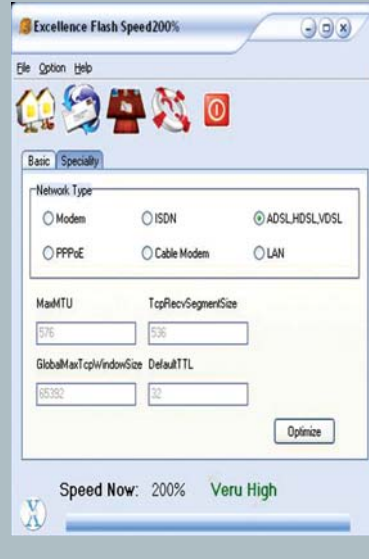 Excellence Flash Speed200%
File Option Help
Basic Speciality
Network Type
Modem ISDN ADSL,HDSL,VDSL
PPPoE Cable Modem LAN
MaxMTU TcpRecvSegmentSize
576 536
GlobalMaxTcpWindowSize DefaultTTL
65392 32
Optimize
Speed Now: 200% Veru High